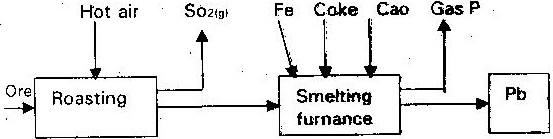 Hot air So2(g) Fe Coke Cao Gas P
Ore Roasting Smelting furnance Pb